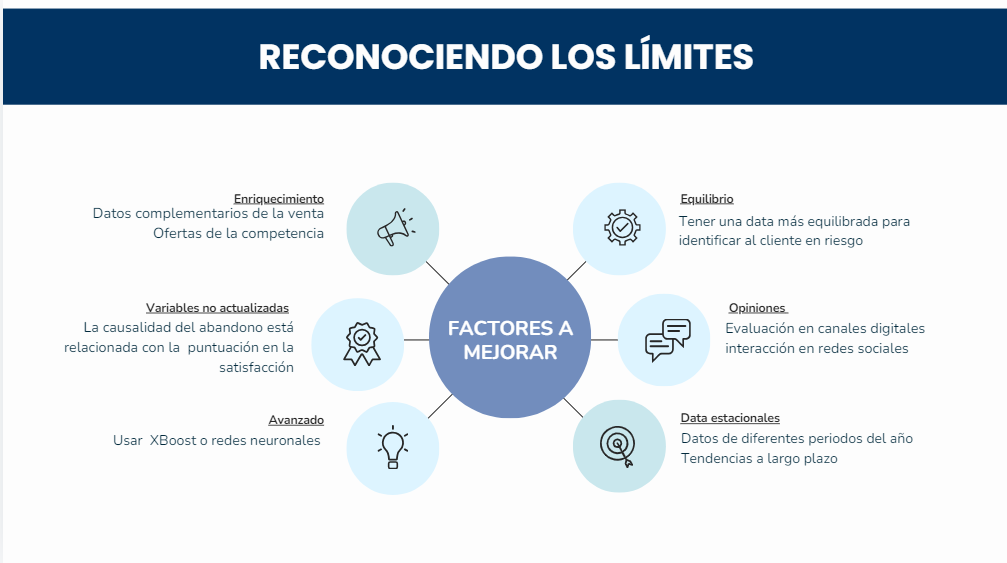 RECONOCIENDO LOS LÍMITES
Enriquecimiento
Datos complementarios de la venta
Ofertas de la competencia
Equilibrio
Tener una data más equilibrada para
identificar al cliente en riesgo
Variables no actualizadas
La causalidad del abandono está
relacionada con la puntuación en la
satisfacción
FACTORES A
MEJORAR
Opiniones
Evaluación en canales digitales
interacción en redes sociales
Avanzado
Usar XBoost o redes neuronales
Data estacionales
Datos de diferentes periodos del año
Tendencias a largo plazo